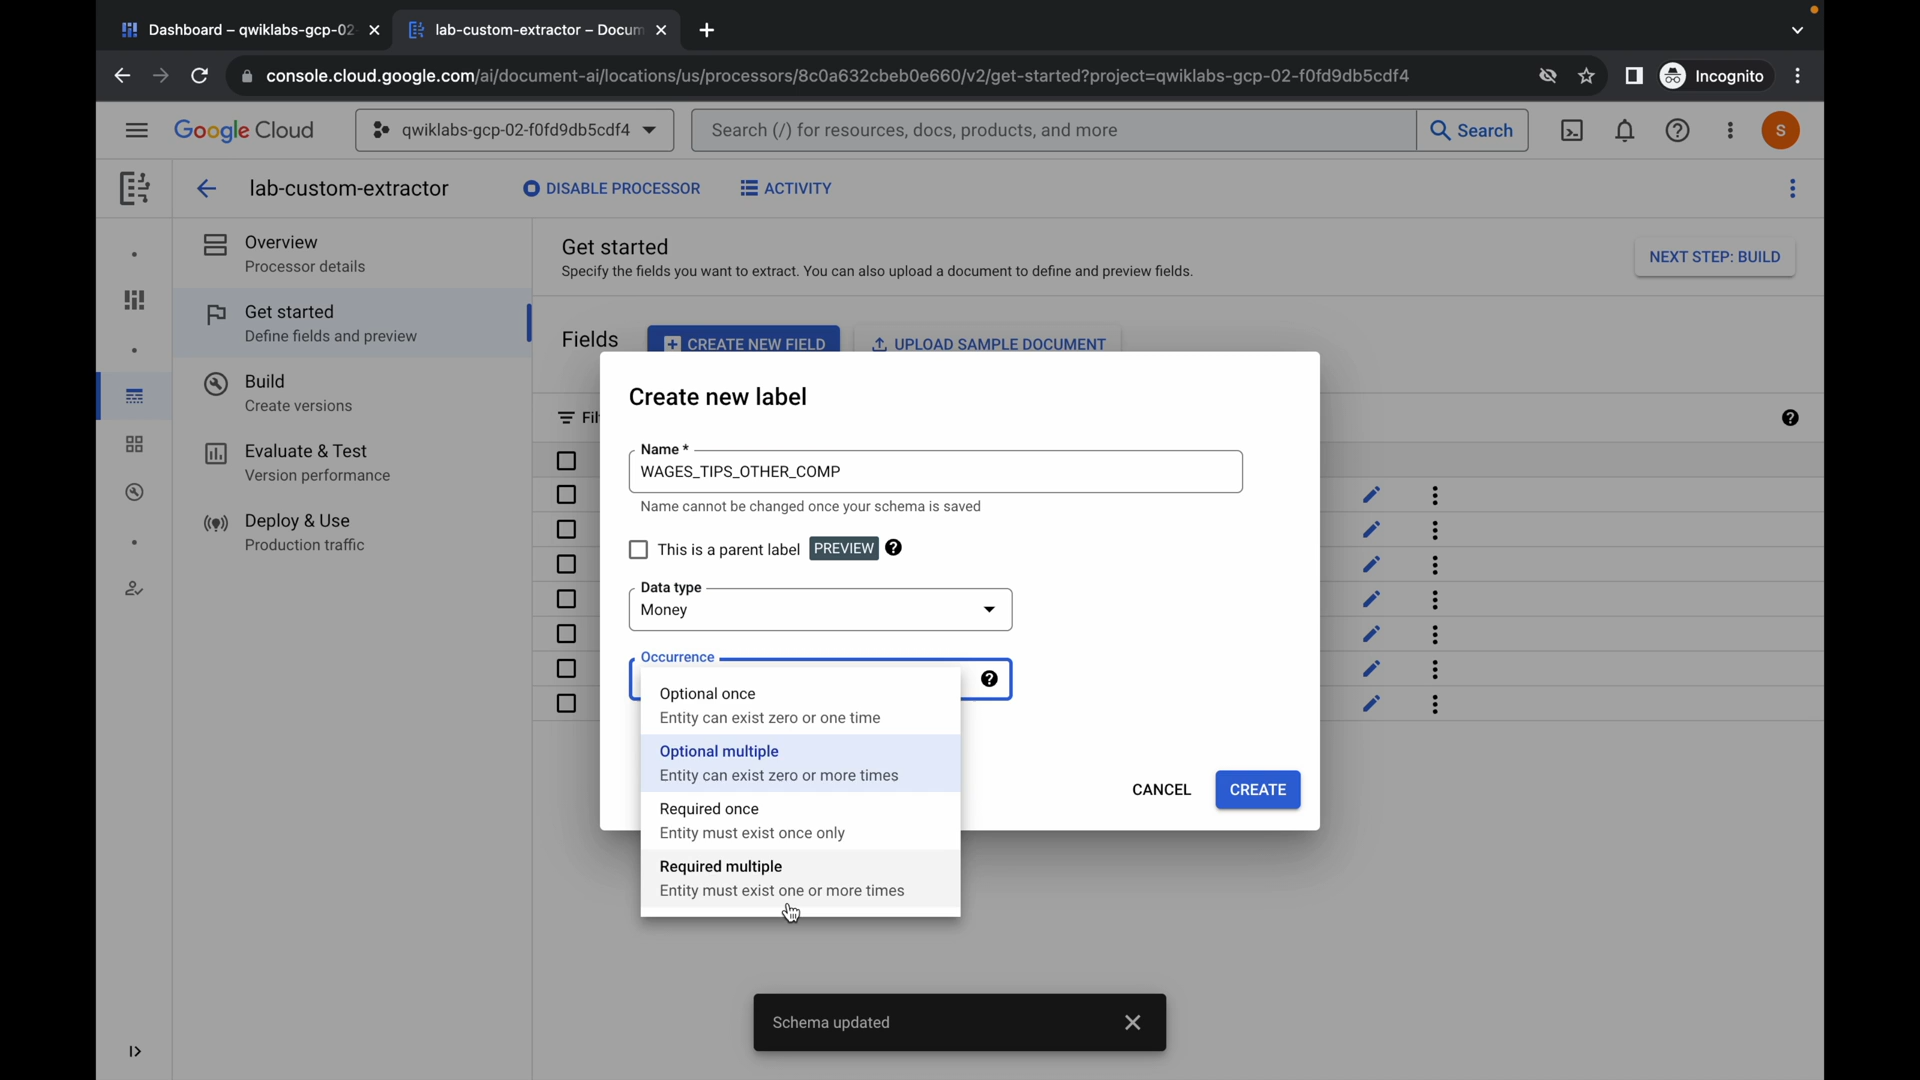 Dashboard – qwiklabs-gcp-02-
lab-custom-extractor – Docum
console.cloud.google.com/ai/document-ai/locations/us/processors/8c0a632cbeb0e660/v2/get-started?project=qwiklabs-gcp-02-f0fd9db5cdf4
Incognito
Google Cloud
qwiklabs-gcp-02-f0fd9db5cdf4
Search (/) for resources, docs, products, and more
Search
S
lab-custom-extractor
DISABLE PROCESSOR
ACTIVITY
Overview
Processor details
Get started
Define fields and preview
Build
Create versions
Evaluate & Test
Version performance
Deploy & Use
Production traffic
Get started
Specify the fields you want to extract. You can also upload a document to define and preview fields.
NEXT STEP: BUILD
Fields
CREATE NEW FIELD
UPLOAD SAMPLE DOCUMENT
Create new label
Name *
WAGES_TIPS_OTHER_COMP
Name cannot be changed once your schema is saved
This is a parent label PREVIEW
Data type
Money
Occurrence
Optional once
Entity can exist zero or one time
Optional multiple
Entity can exist zero or more times
Required once
Entity must exist once only
Required multiple
Entity must exist one or more times
CANCEL
CREATE
Schema updated